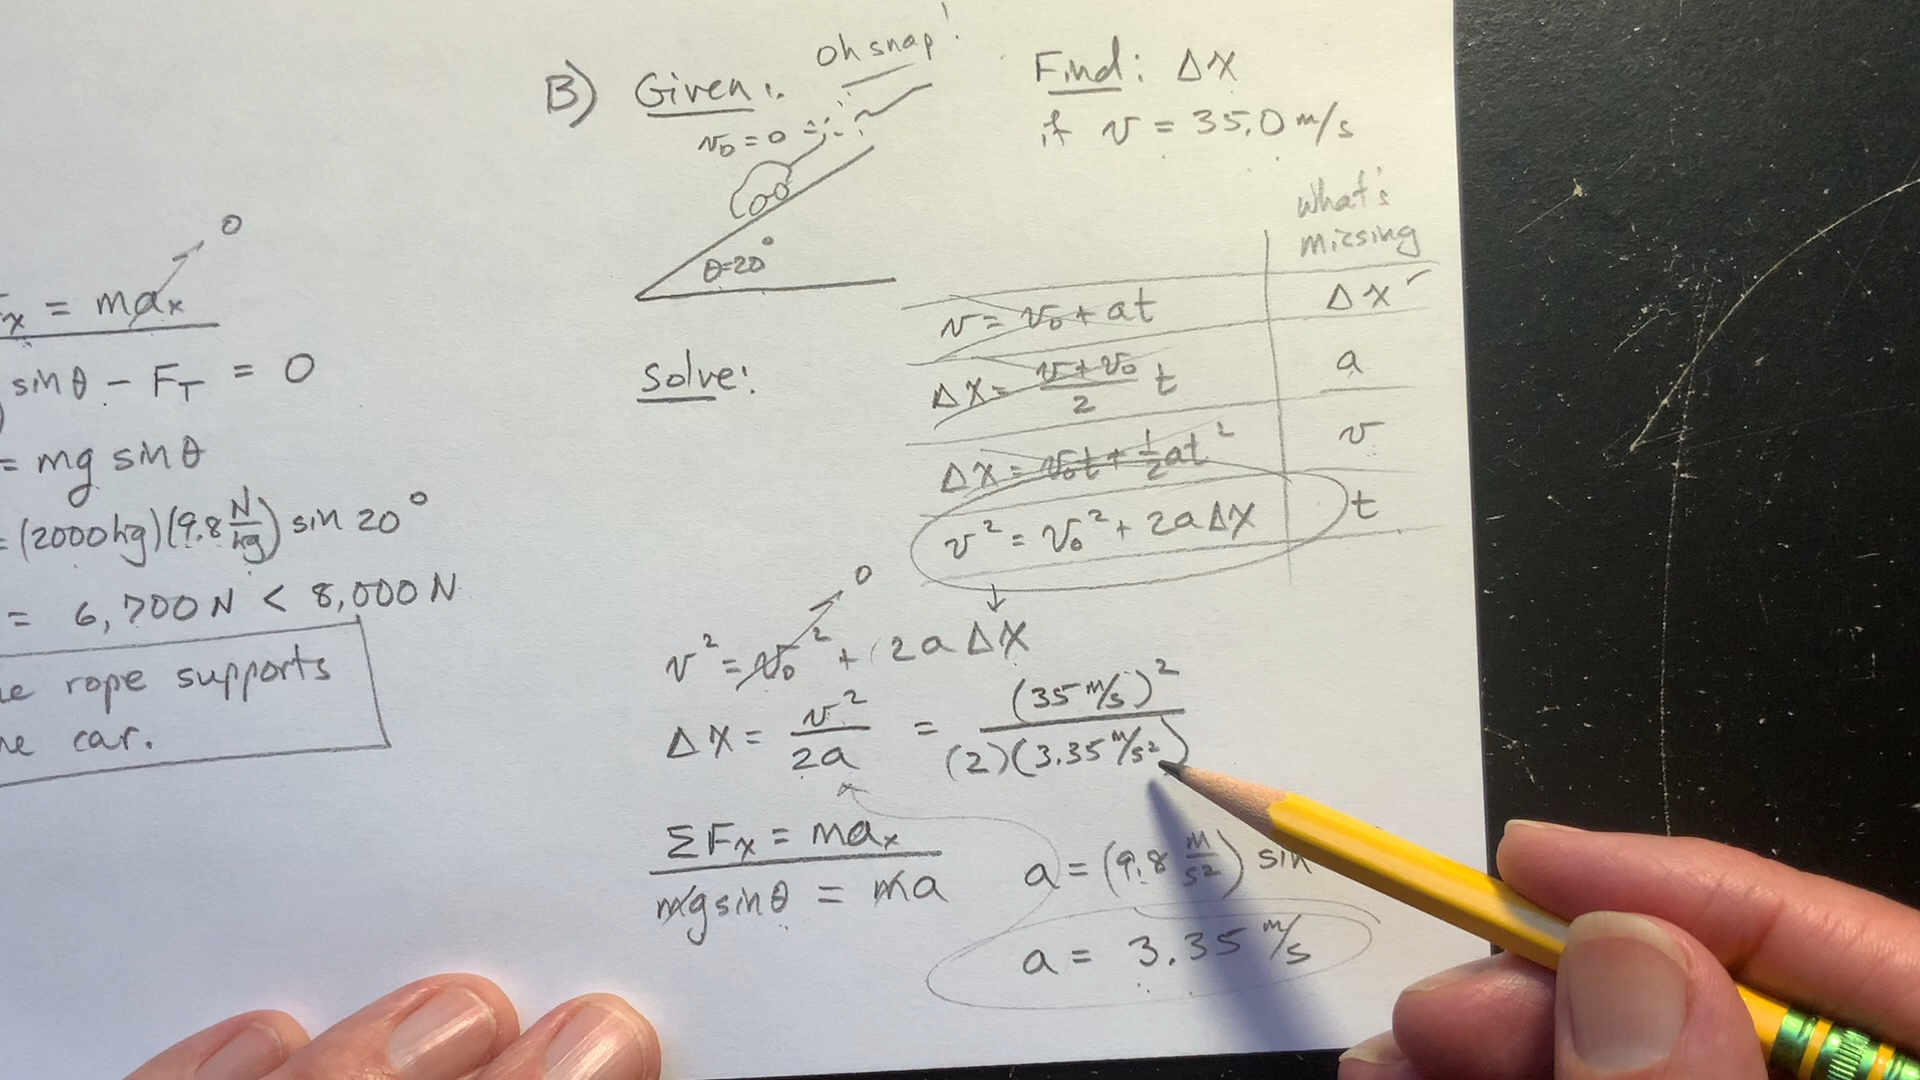 = ma x
0
sin θ - F T = 0
= mg sin θ
= (2000 kg)(9.8 N/kg) sin 20°
= 6,700 N < 8,000 N
rope supports
car.
B) Given:
oh snap!
v₀ = 0
θ=20°
Find: Δx
if v = 35.0 m/s
what's
missing
v = v₀ + at
Δx
Δx = (v + v₀)/2 t
a
Δx = v₀t + ½at²
v
v² = v₀² + 2aΔx
t
Solve:
v² = v₀² + 2aΔx
0
Δx = v²/2a = (35 m/s)²/(2)(3.35 m/s²)
ΣFx = max
mg sin θ = ma
a = (9.8 m/s²) sin
a = 3.35 m/s